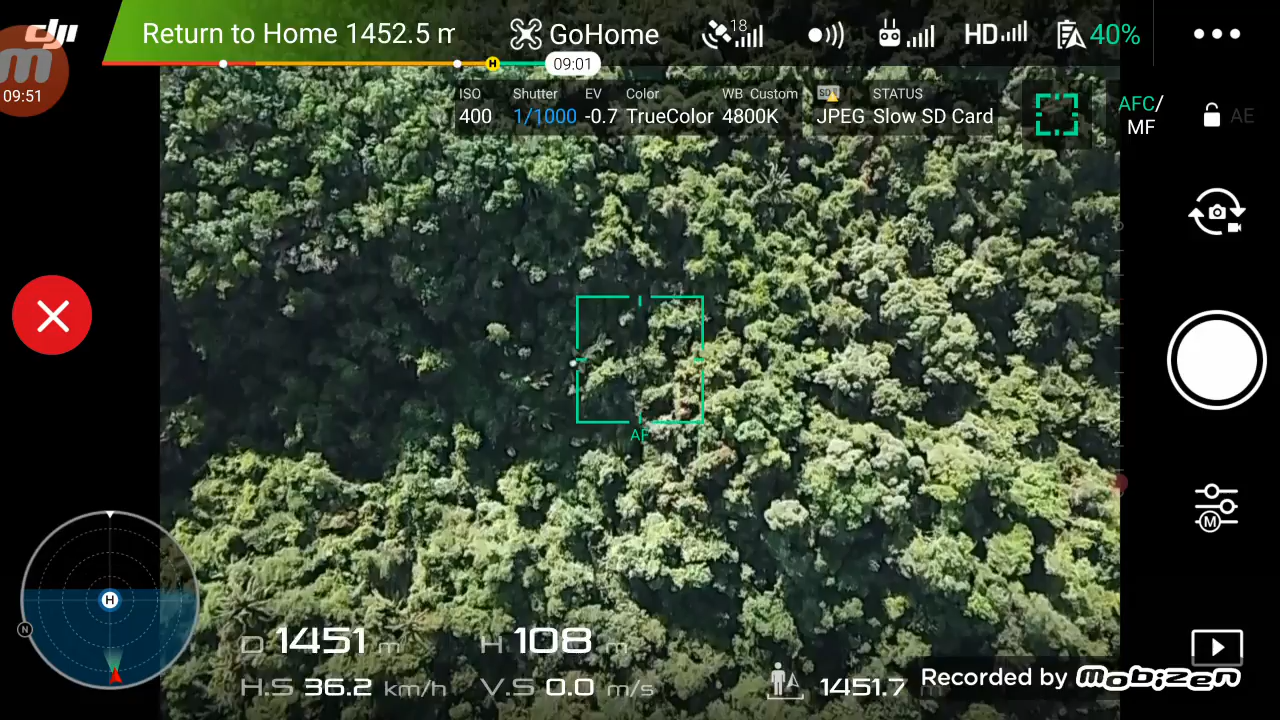 dji
Return to Home 1452.5 m
GoHome
18
HD
40%
m
09:51
H
09:01
ISO
400
Shutter
1/1000
EV
-0.7
Color
TrueColor
WB Custom
4800K
SD
JPEG
STATUS
Slow SD Card
AFC/
MF
AE
AF
M
H
N
D 1451 m
H 108 m
H.S 36.2 km/h
V.S 0.0 m/s
1451.7 m
Recorded by mobizen